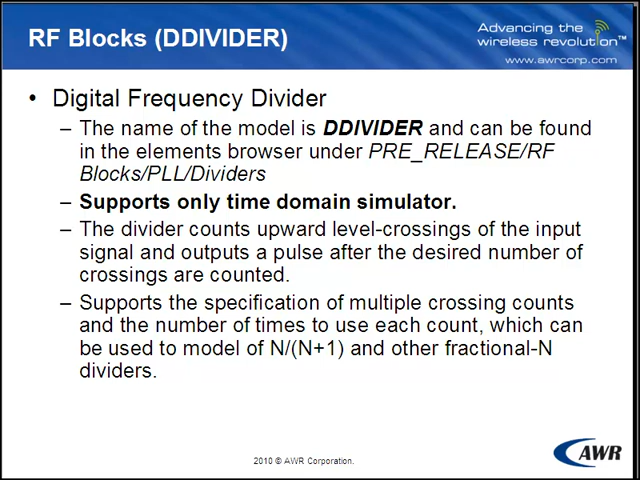 RF Blocks (DDIVIDER)
Advancing the
wireless revolution™
www.awrcorp.com
• Digital Frequency Divider
– The name of the model is DDIVIDER and can be found
in the elements browser under PRE_RELEASE/RF
Blocks/PLL/Dividers
– Supports only time domain simulator.
– The divider counts upward level-crossings of the input
signal and outputs a pulse after the desired number of
crossings are counted.
– Supports the specification of multiple crossing counts
and the number of times to use each count, which can
be used to model of N/(N+1) and other fractional-N
dividers.
2010 © AWR Corporation.
AWR